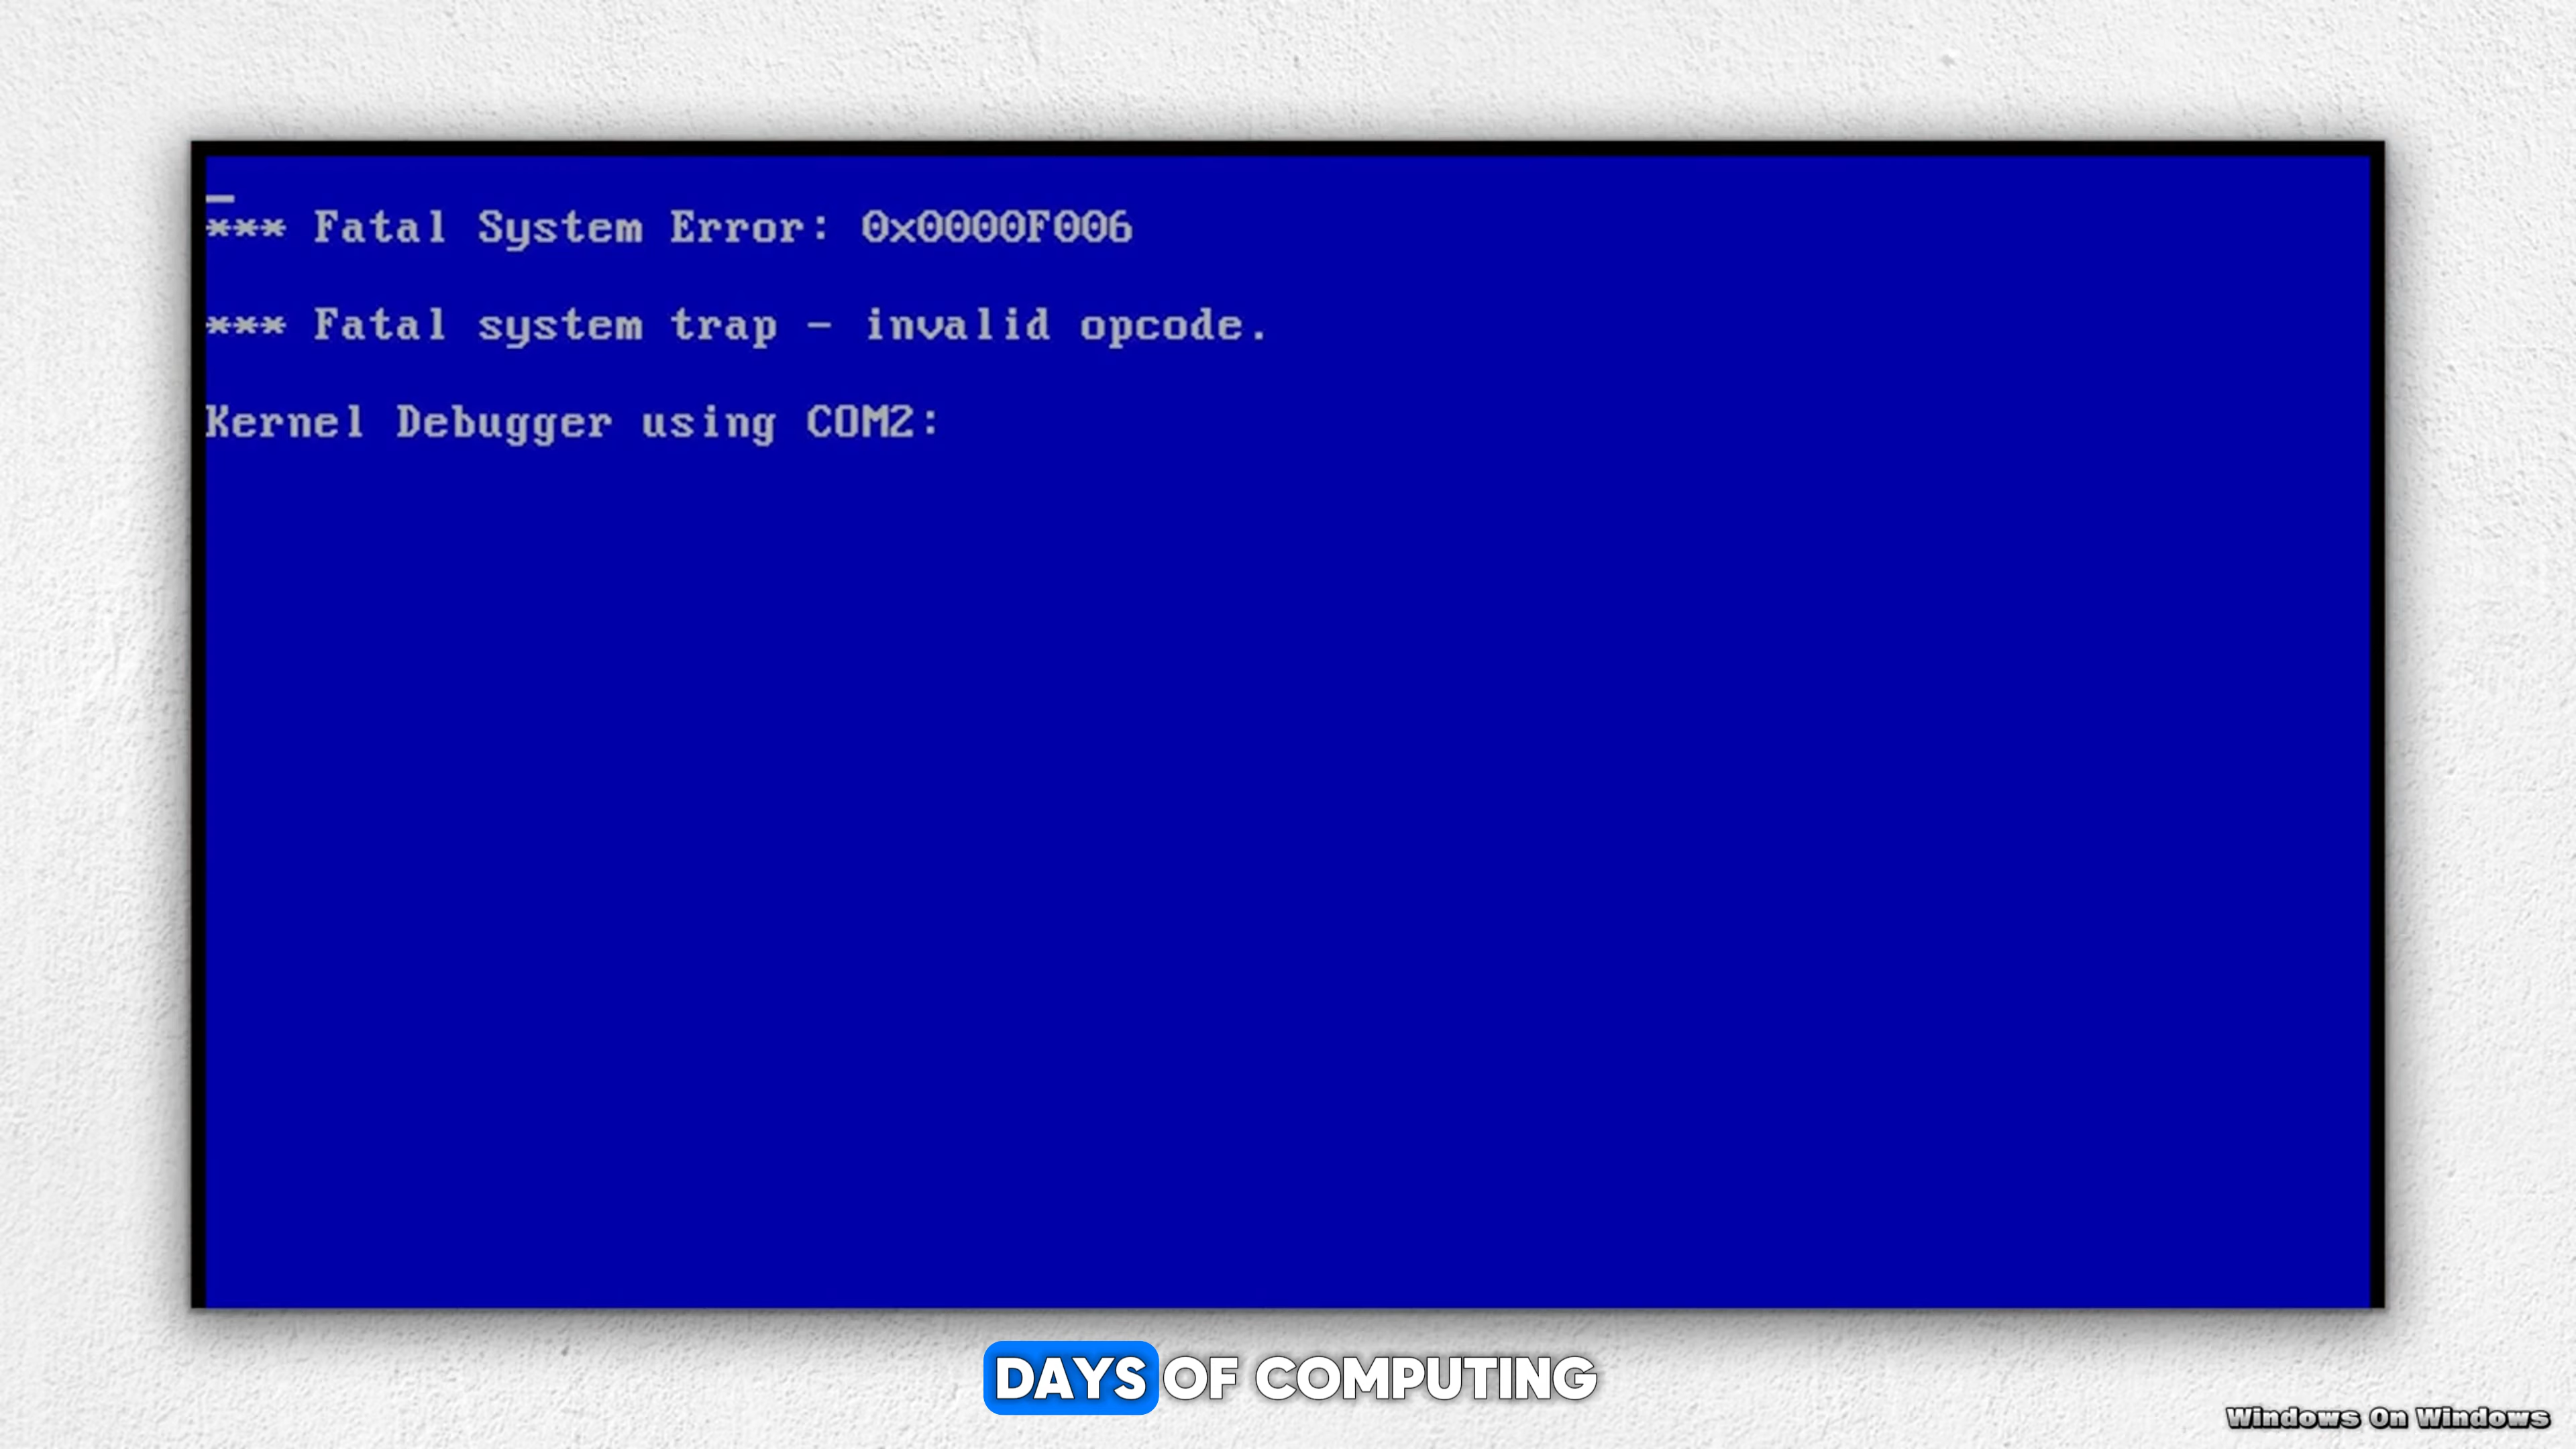 *** Fatal System Error: 0x0000F006
*** Fatal system trap - invalid opcode.
Kernel Debugger using COM2:
DAYS OF COMPUTING
Windows On Windows